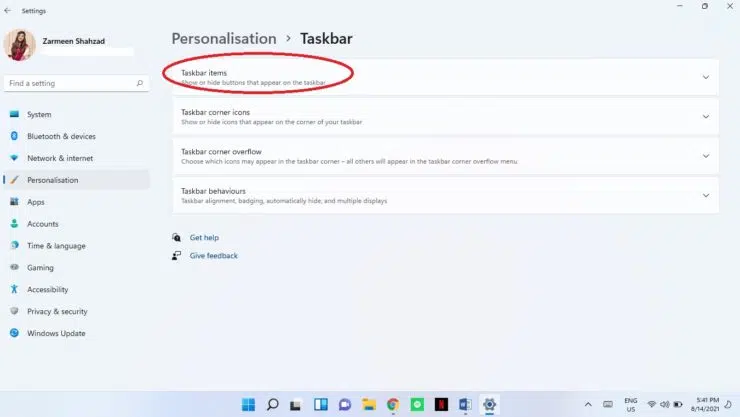 Settings
Zarmeen Shahzad
Find a setting
System
Bluetooth & devices
Network & internet
Personalisation
Apps
Accounts
Time & language
Gaming
Accessibility
Privacy & security
Windows Update
Personalisation > Taskbar
Taskbar items
Show or hide buttons that appear on the taskbar
Taskbar corner icons
Show or hide icons that appear on the corner of your taskbar
Taskbar corner overflow
Choose which icons may appear in the taskbar corner – all others will appear in the taskbar corner overflow menu
Taskbar behaviours
Taskbar alignment, badging, automatically hide, and multiple displays
Get help
Give feedback
ENG
US
5:41 PM
8/14/2021